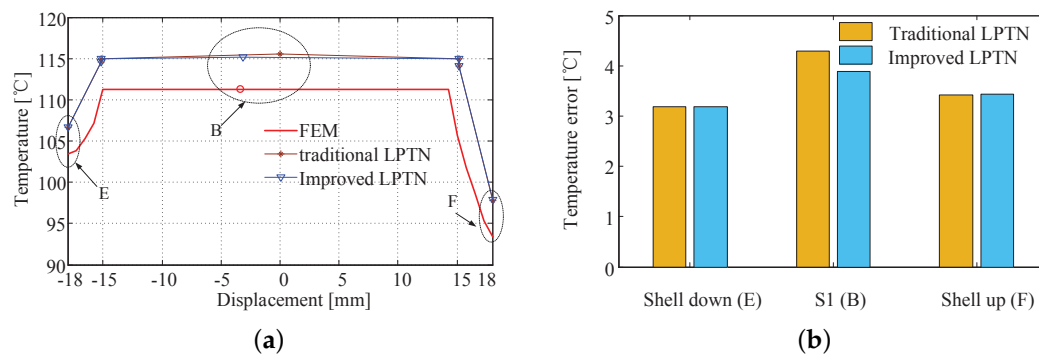 120
115
111
105
100
95
90
Temperature [℃]
B
E
F
FEM
traditional LPTN
Improved LPTN
-18 -15 -10 -5 0 5 10 15 18
Displacement [mm]
(a)
5
4
3
2
1
0
Temperature error [℃]
Traditional LPTN
Improved LPTN
Shell down (E) S1 (B) Shell up (F)
(b)